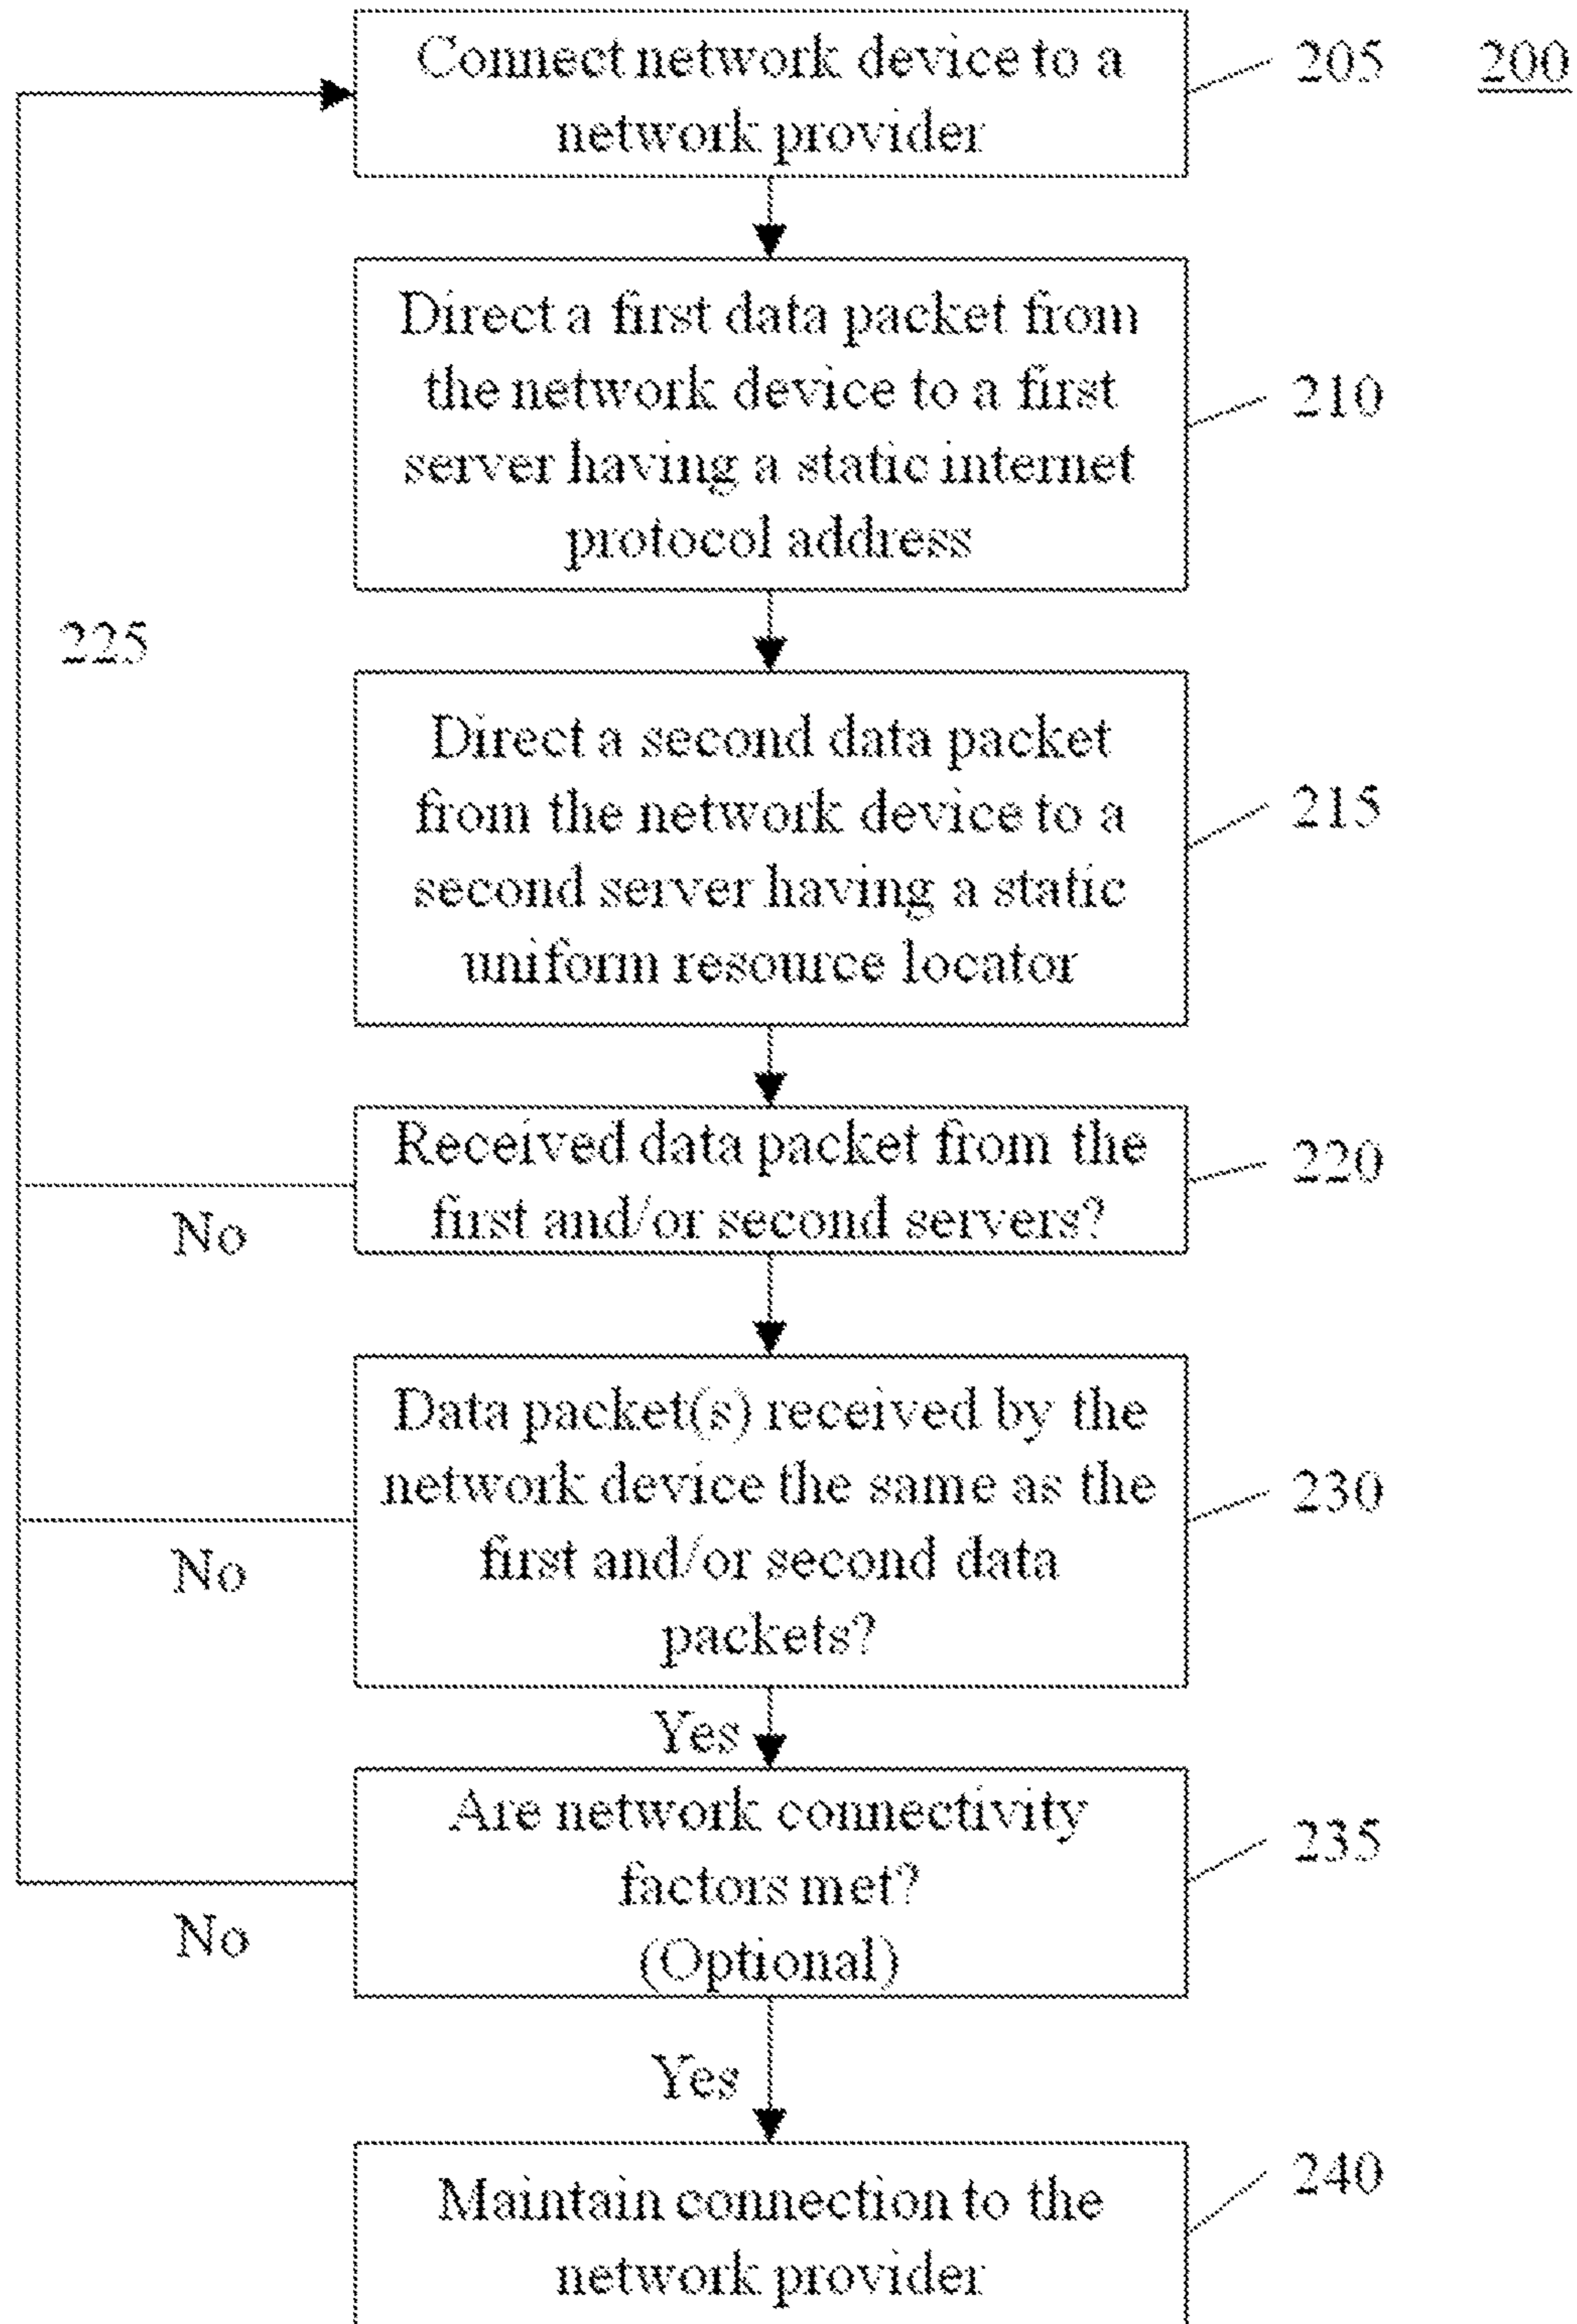 Connect network device to a
network provider
205
200
Direct a first data packet from
the network device to a first
server having a static internet
protocol address
210
225
Direct a second data packet
from the network device to a
second server having a static
uniform resource locator
215
Received data packet from the
first and/or second servers?
220
No
Data packet(s) received by the
network device the same as the
first and/or second data
packets?
230
No
Yes
Are network connectivity
factors met?
(Optional)
235
No
Yes
Maintain connection to the
network provider
240